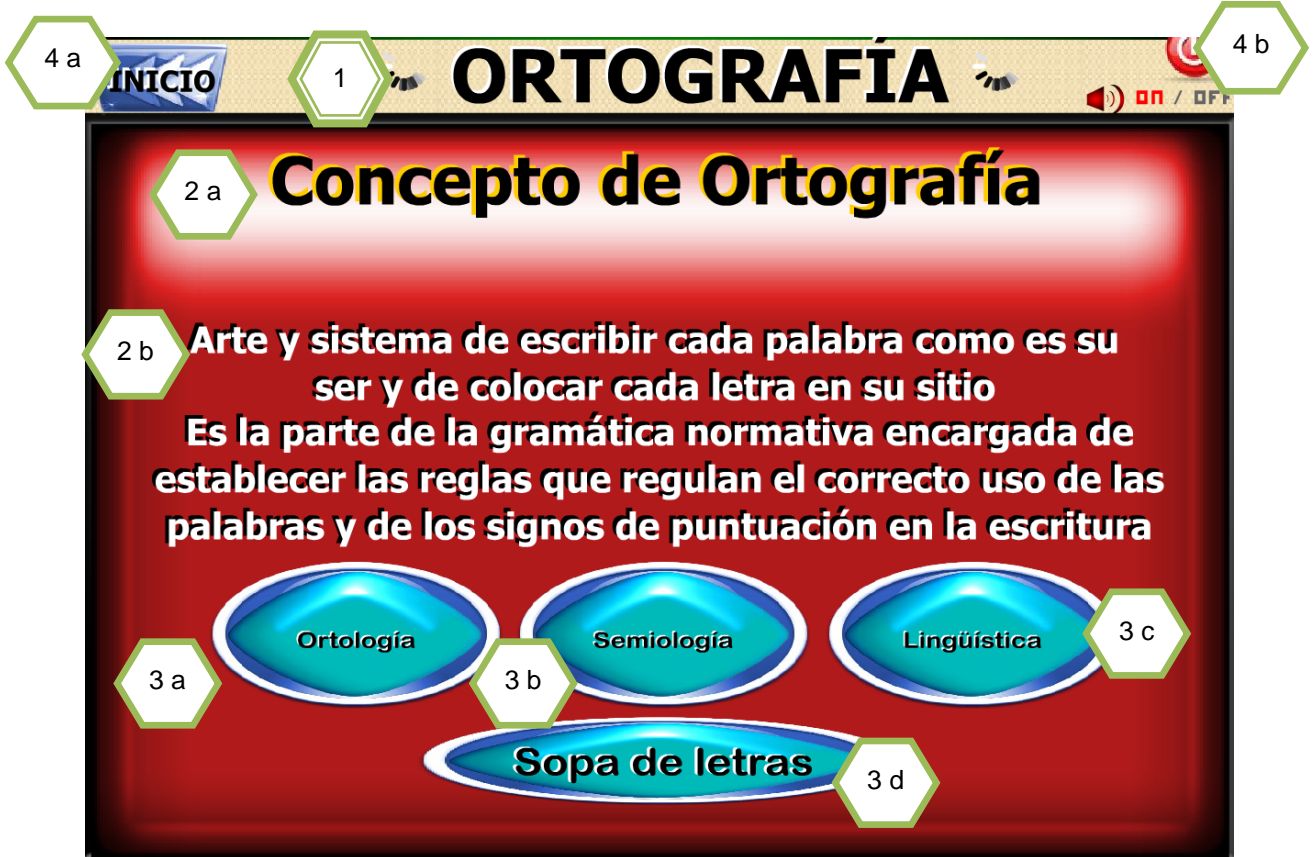 4 a
INICIO
1
ORTOGRAFÍA
4 b
ON / OFF
2 a
Concepto de Ortografía
2 b
Arte y sistema de escribir cada palabra como es su
ser y de colocar cada letra en su sitio
Es la parte de la gramática normativa encargada de
establecer las reglas que regulan el correcto uso de las
palabras y de los signos de puntuación en la escritura
Ortología
Semiología
Lingüística
3 c
3 a
3 b
Sopa de letras
3 d